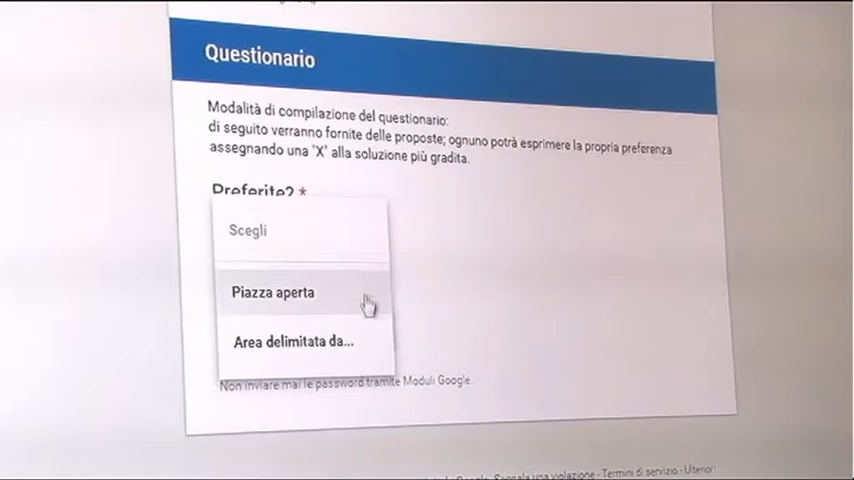 Questionario
Modalità di compilazione del questionario:
di seguito verranno fornite delle proposte; ognuno potrà esprimere la propria preferenza
assegnando una "X" alla soluzione più gradita.
Preferite? *
Scegli
Piazza aperta
Area delimitata da...
Non inviare mai le password tramite Moduli Google.
Google. Segnala una violazione - Termini di servizio - Ulteriori